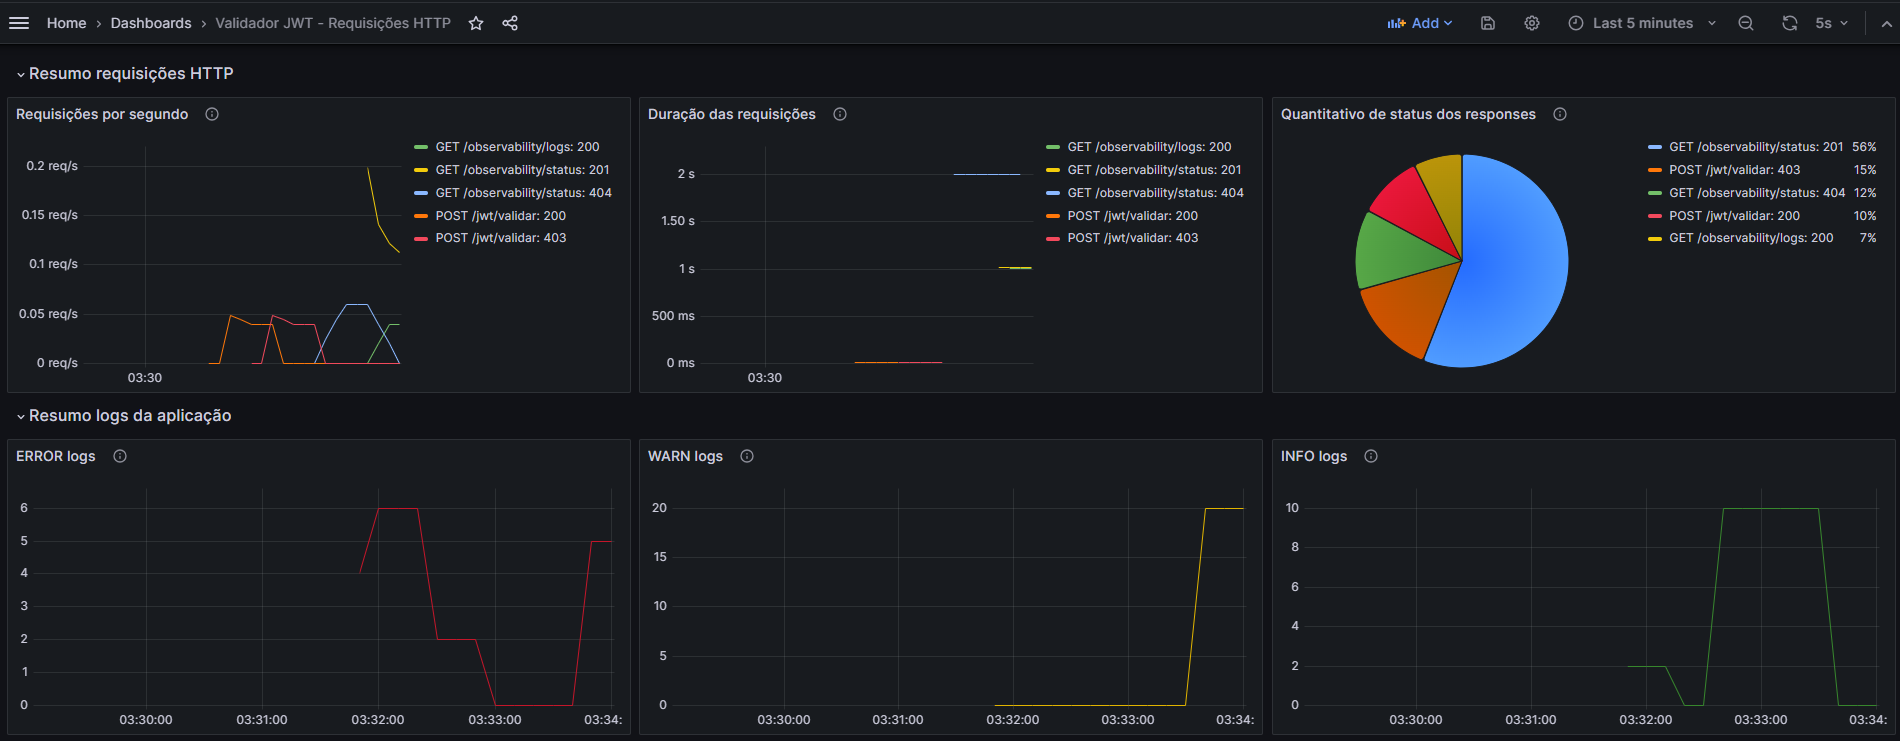 Home › Dashboards › Validador JWT - Requisições HTTP
Add
Last 5 minutes
5s
Resumo requisições HTTP
Requisições por segundo
0.2 req/s
0.15 req/s
0.1 req/s
0.05 req/s
0 req/s
03:30
GET /observability/logs: 200
GET /observability/status: 201
GET /observability/status: 404
POST /jwt/validar: 200
POST /jwt/validar: 403
Duração das requisições
2 s
1.50 s
1 s
500 ms
0 ms
03:30
GET /observability/logs: 200
GET /observability/status: 201
GET /observability/status: 404
POST /jwt/validar: 200
POST /jwt/validar: 403
Quantitativo de status dos responses
GET /observability/status: 201 56%
POST /jwt/validar: 403 15%
GET /observability/status: 404 12%
POST /jwt/validar: 200 10%
GET /observability/logs: 200 7%
Resumo logs da aplicação
ERROR logs
6
5
4
3
2
1
0
03:30:00 03:31:00 03:32:00 03:33:00 03:34:
WARN logs
20
15
10
5
0
03:30:00 03:31:00 03:32:00 03:33:00 03:34:
INFO logs
10
8
6
4
2
0
03:30:00 03:31:00 03:32:00 03:33:00 03:34: